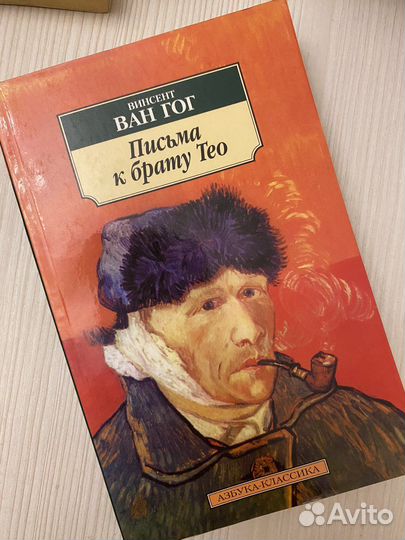 ВИНСЕНТ
ВАН ГОГ
Письма
к брату Тео
АЗБУКА-КЛАССИКА
Avito